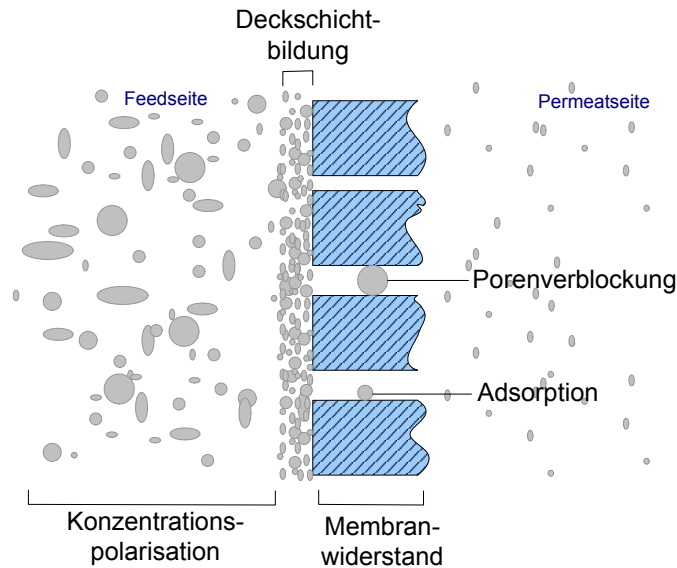 Deckschicht-
bildung
Feedseite
Permeatseite
Porenverblockung
Adsorption
Konzentrations-
polarisation
Membran-
widerstand